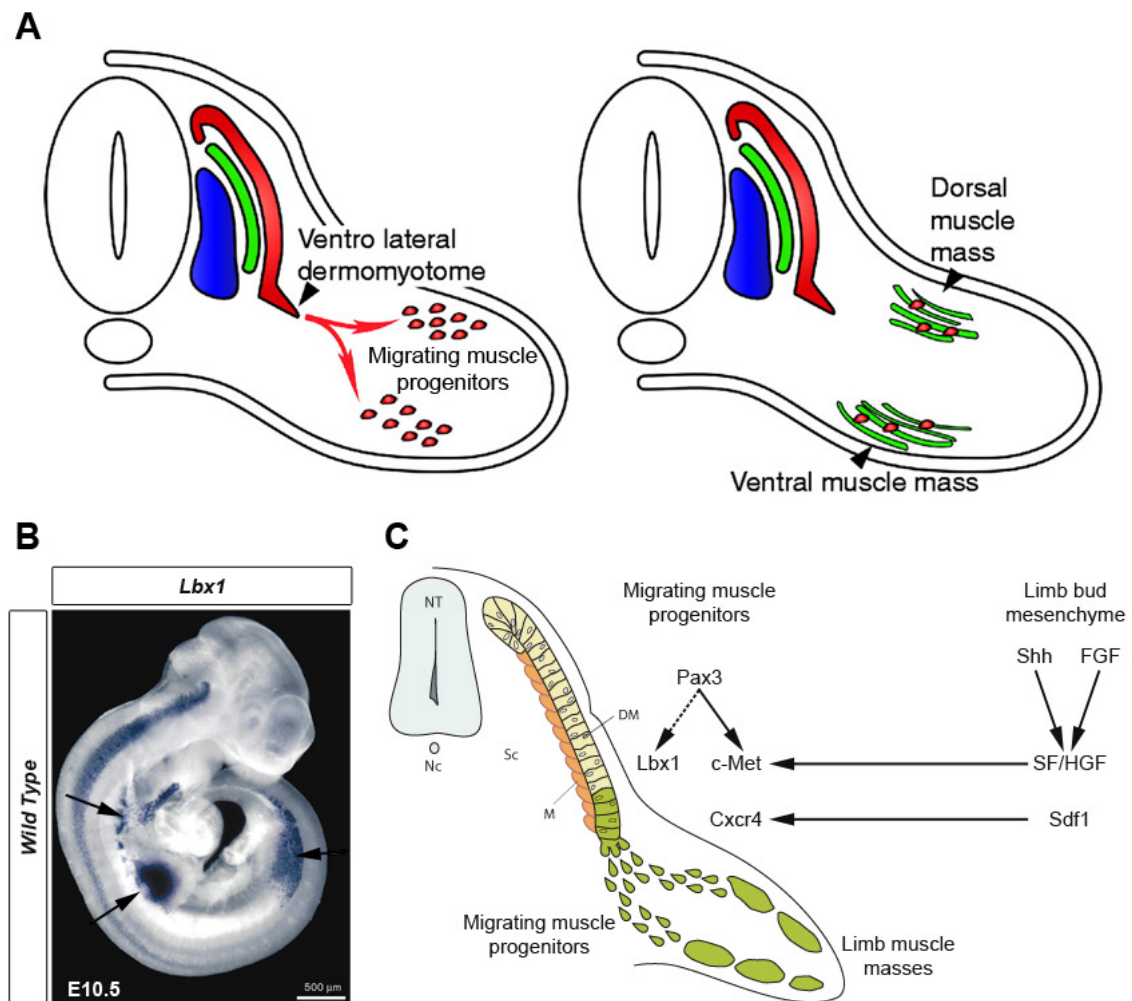 A
Ventro lateral
dermomyotome
Migrating muscle
progenitors
Dorsal
muscle
mass
Ventral muscle mass
B
Lbx1
Wild Type
E10.5
500 µm
C
NT
Nc
Sc
DM
M
Migrating muscle
progenitors
Limb bud
mesenchyme
Shh FGF
Pax3
Lbx1 c-Met SF/HGF
Cxcr4 Sdf1
Migrating muscle
progenitors
Limb muscle
masses